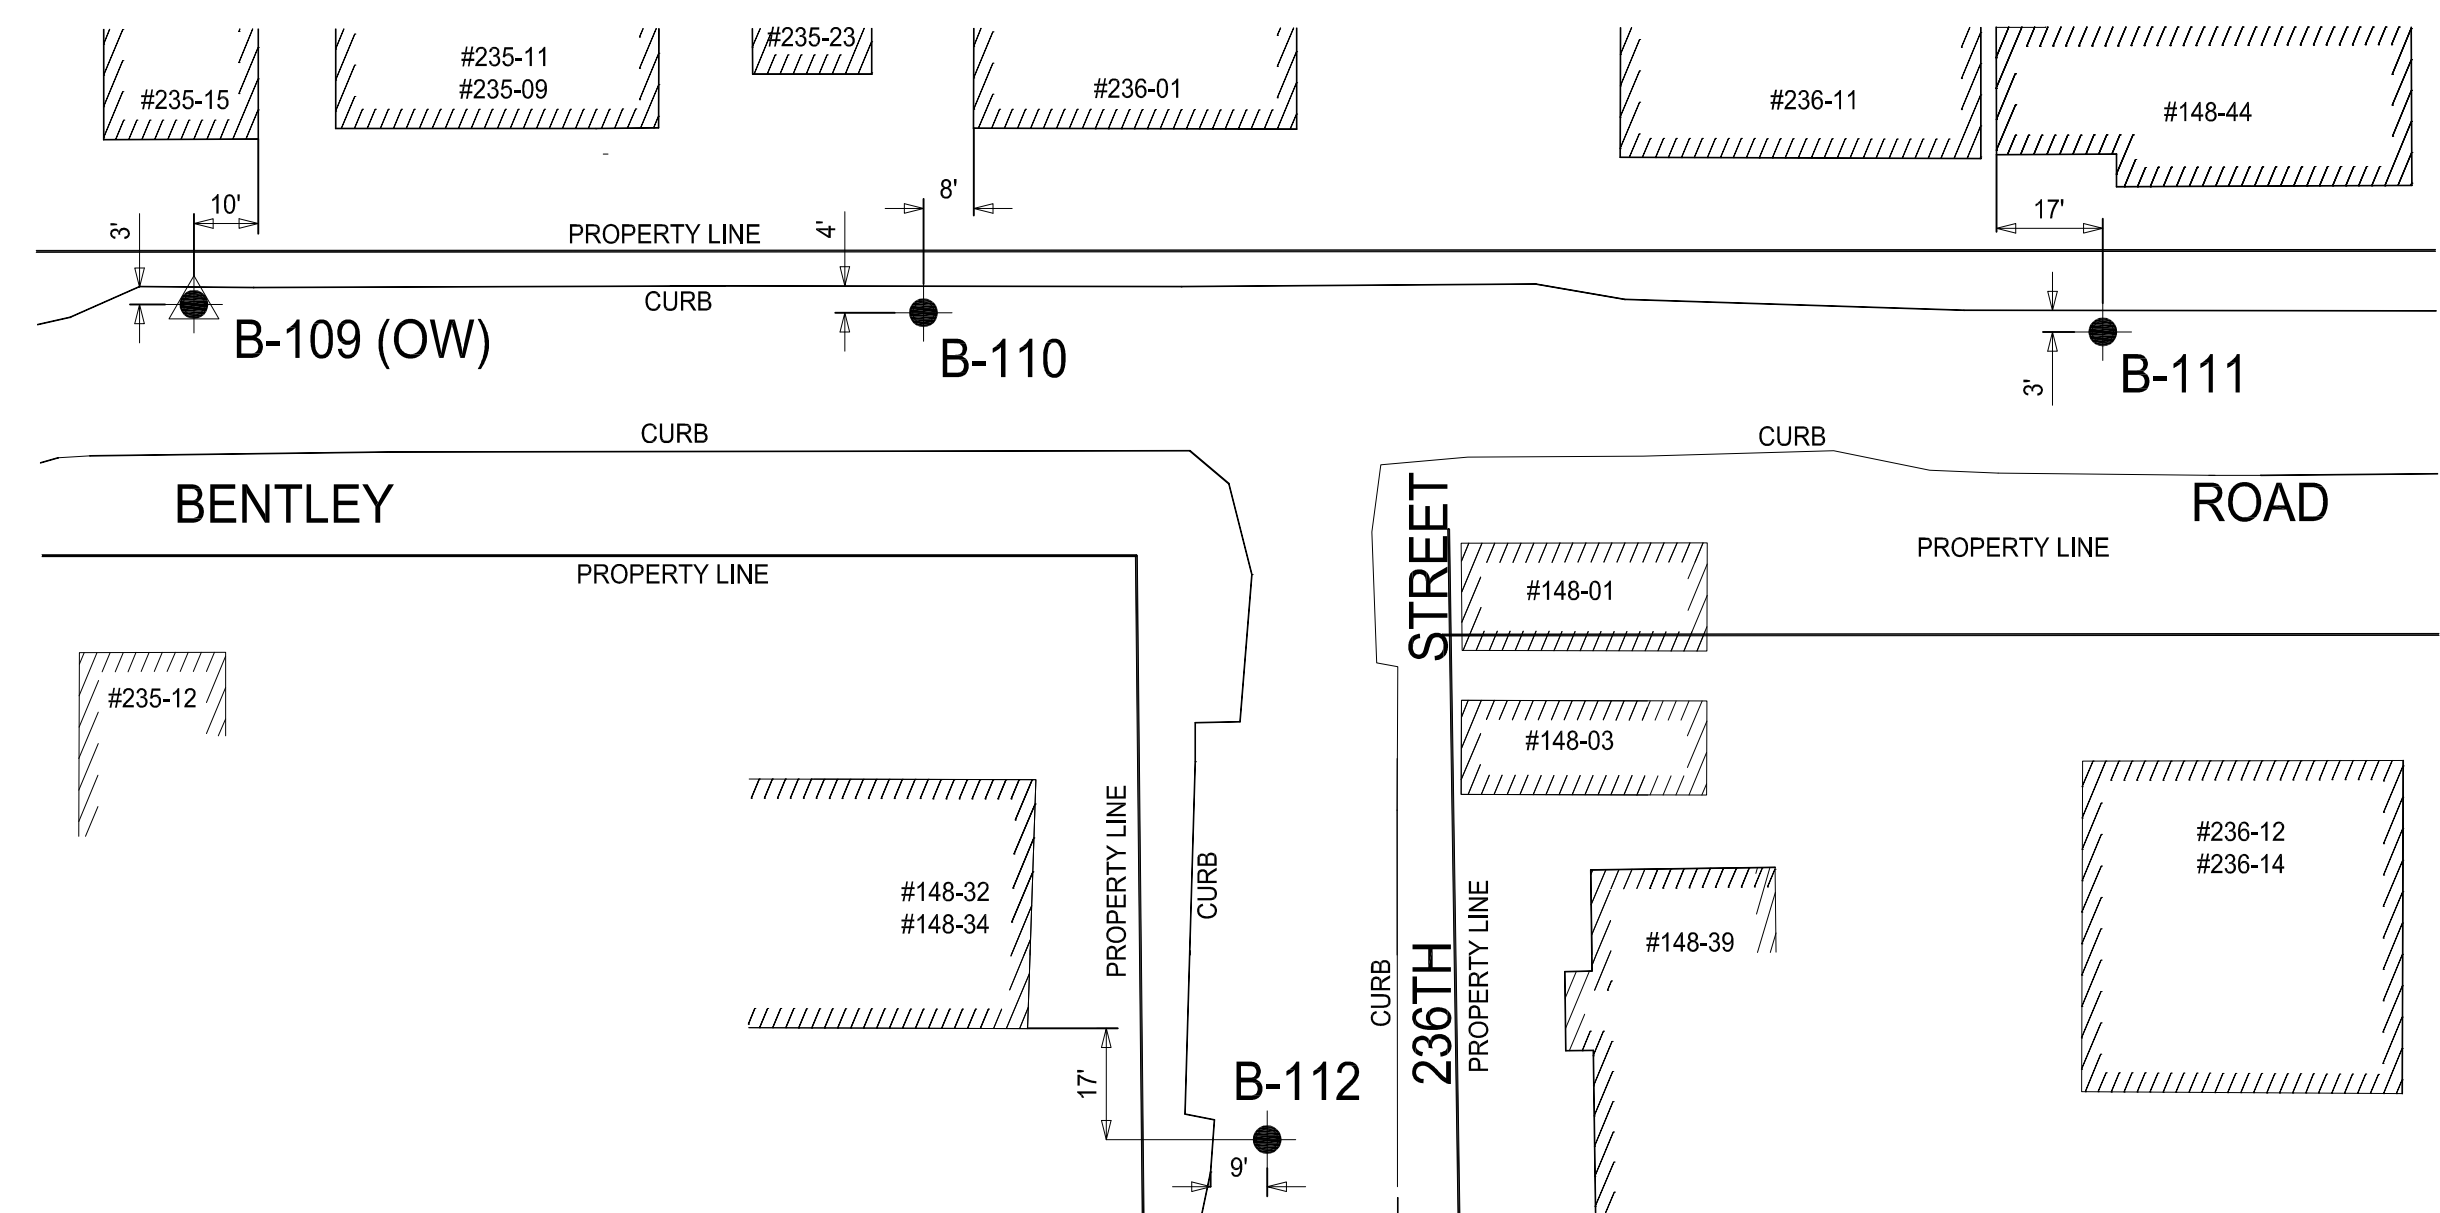 #235-15
#235-11
#235-09
#235-23
#236-01
#236-11
#148-44
3'
10'
PROPERTY LINE
4'
8'
17'
CURB
B-109 (OW)
B-110
3'
B-111
CURB
CURB
BENTLEY
STREET
ROAD
PROPERTY LINE
PROPERTY LINE
#148-01
#235-12
#148-03
PROPERTY LINE
CURB
#148-32
#148-34
#236-12
#236-14
CURB
236TH
PROPERTY LINE
#148-39
17'
B-112
9'